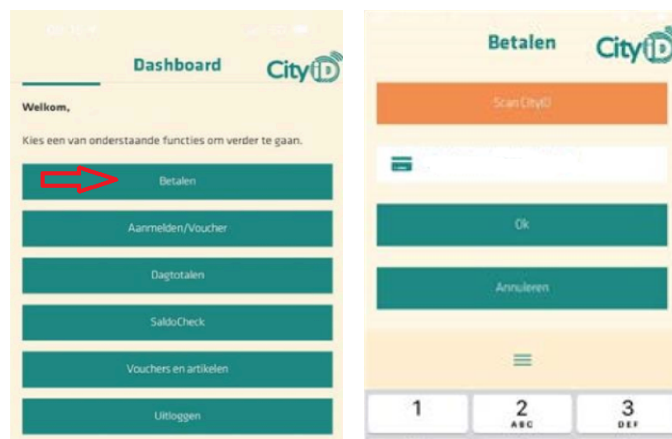 Dashboard
CityiD
Welkom,
Kies een van onderstaande functies om verder te gaan.
Betalen
Aanmelden/Voucher
Dagtotalen
SaldoCheck
Vouchers en artikelen
Uitloggen
Betalen
CityiD
Scan CityID
Ok
Annuleren
1
2
ABC
3
DEF